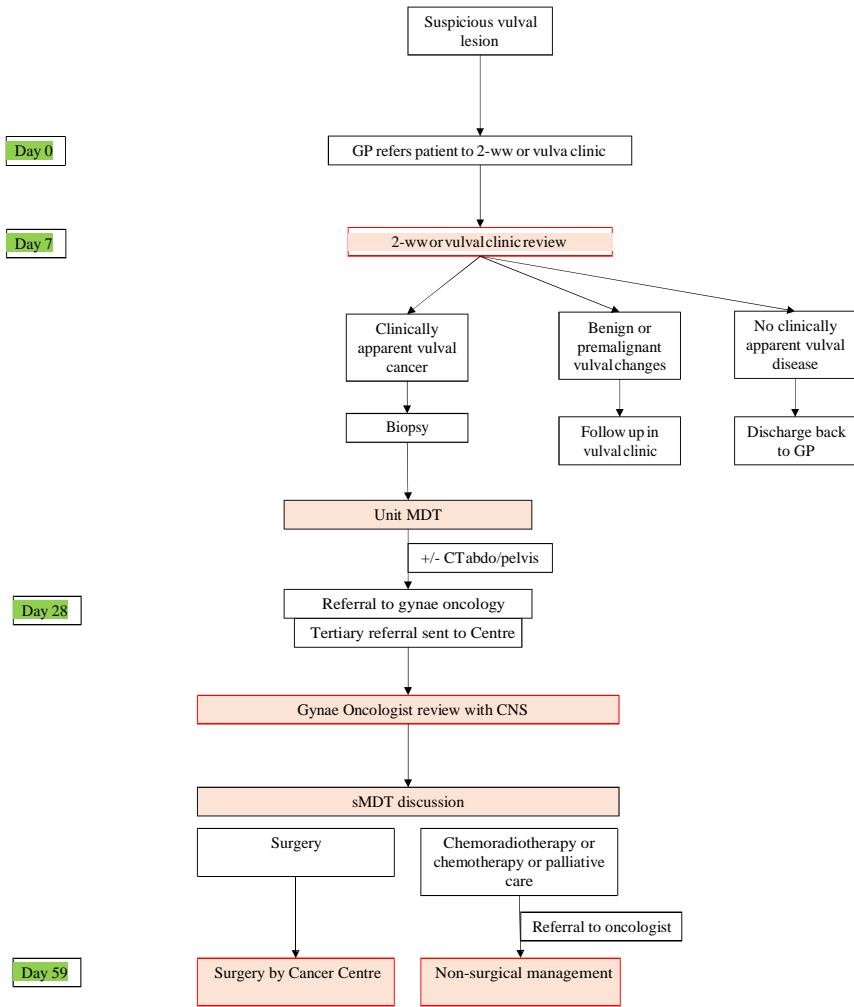 Suspicious vulval
lesion
Day 0
GP refers patient to 2-ww or vulva clinic
Day 7
2-ww or vulval clinic review
Clinically
apparent vulval
cancer
Benign or
premalignant
vulval changes
No clinically
apparent vulval
disease
Biopsy
Follow up in
vulval clinic
Discharge back
to GP
Unit MDT
+/- CT abdo/pelvis
Day 28
Referral to gynae oncology
Tertiary referral sent to Centre
Gynae Oncologist review with CNS
sMDT discussion
Surgery
Chemoradiotherapy or
chemotherapy or palliative
care
Referral to oncologist
Day 59
Surgery by Cancer Centre
Non-surgical management